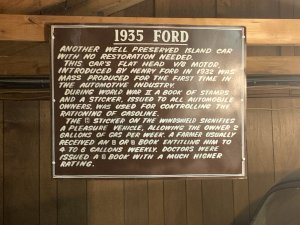 1935 FORD
ANOTHER WELL PRESERVED ISLAND CAR
WITH NO RESTORATION NEEDED.
THIS CAR'S FLAT HEAD V8 MOTOR,
INTRODUCED BY HENRY FORD IN 1932 WAS
MASS PRODUCED FOR THE FIRST TIME IN
THE AUTOMOTIVE INDUSTRY.
DURING WORLD WAR II A BOOK OF STAMPS
AND A STICKER, ISSUED TO ALL AUTOMOBILE
OWNERS, WAS USED FOR CONTROLLING THE
RATIONING OF GASOLINE.
THE STICKER ON THE WINDSHIELD SIGNIFIES
A PLEASURE VEHICLE, ALLOWING THE OWNER 2
GALLONS OF GAS PER WEEK. A FARMER USUALLY
RECEIVED AN OR BOOK ENTITLING HIM TO
4 TO 6 GALLONS WEEKLY. DOCTORS WERE
ISSUED A BOOK WITH A MUCH HIGHER
RATING.